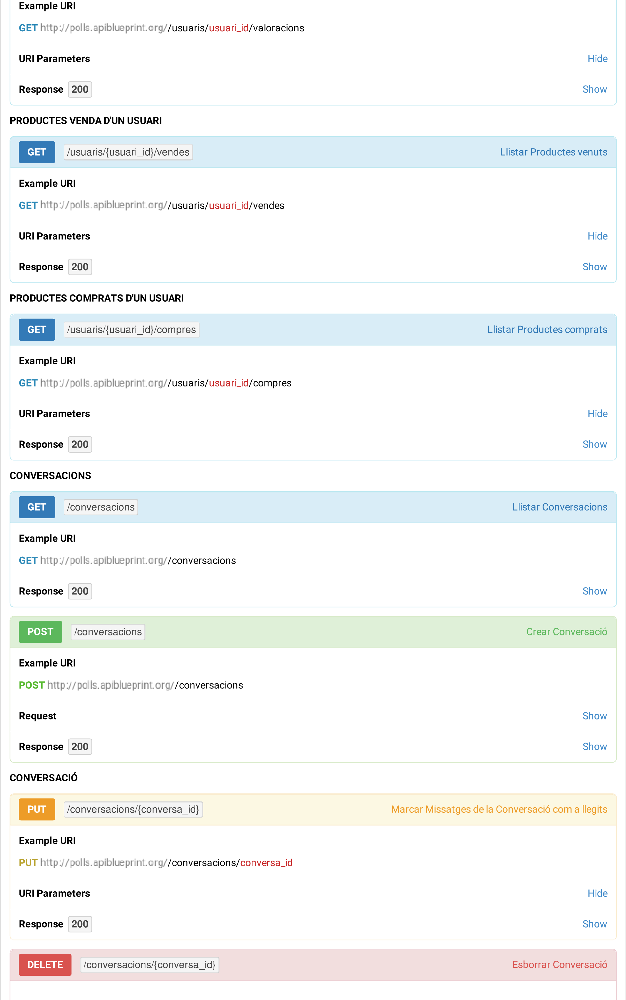 Example URI
GET http://polls.apiblueprint.org//usuaris/usuari_id/valoracions
URI Parameters Hide
Response 200 Show
PRODUCTES VENDA D'UN USUARI
GET /usuaris/{usuari_id}/vendes Llistar Productes venuts
Example URI
GET http://polls.apiblueprint.org//usuaris/usuari_id/vendes
URI Parameters Hide
Response 200 Show
PRODUCTES COMPRATS D'UN USUARI
GET /usuaris/{usuari_id}/compres Llistar Productes comprats
Example URI
GET http://polls.apiblueprint.org//usuaris/usuari_id/compres
URI Parameters Hide
Response 200 Show
CONVERSACIONS
GET /conversacions Llistar Conversacions
Example URI
GET http://polls.apiblueprint.org//conversacions
Response 200 Show
POST /conversacions Crear Conversació
Example URI
POST http://polls.apiblueprint.org//conversacions
Request Show
Response 200 Show
CONVERSACIÓ
PUT /conversacions/{conversa_id} Marcar Missatges de la Conversació com a llegits
Example URI
PUT http://polls.apiblueprint.org//conversacions/conversa_id
URI Parameters Hide
Response 200 Show
DELETE /conversacions/{conversa_id} Esborrar Conversació